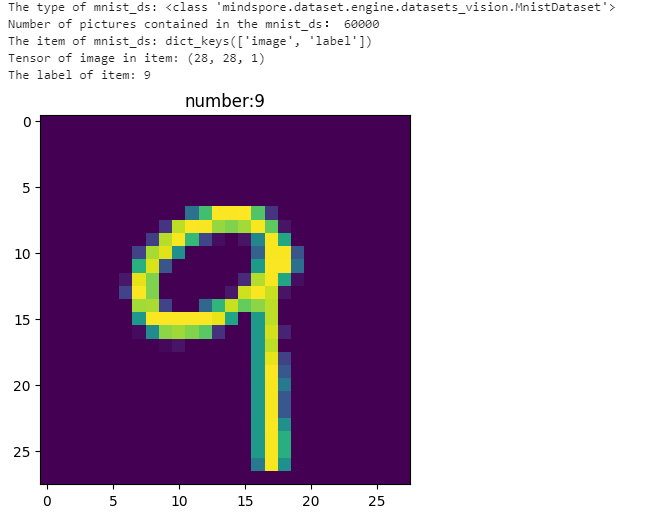 The type of mnist_ds: <class 'mindspore.dataset.engine.datasets_vision.MnistDataset'>
Number of pictures contained in the mnist_ds： 60000
The item of mnist_ds: dict_keys(['image', 'label'])
Tensor of image in item: (28, 28, 1)
The label of item: 9
number:9
0
5
10
15
20
25
0 5 10 15 20 25